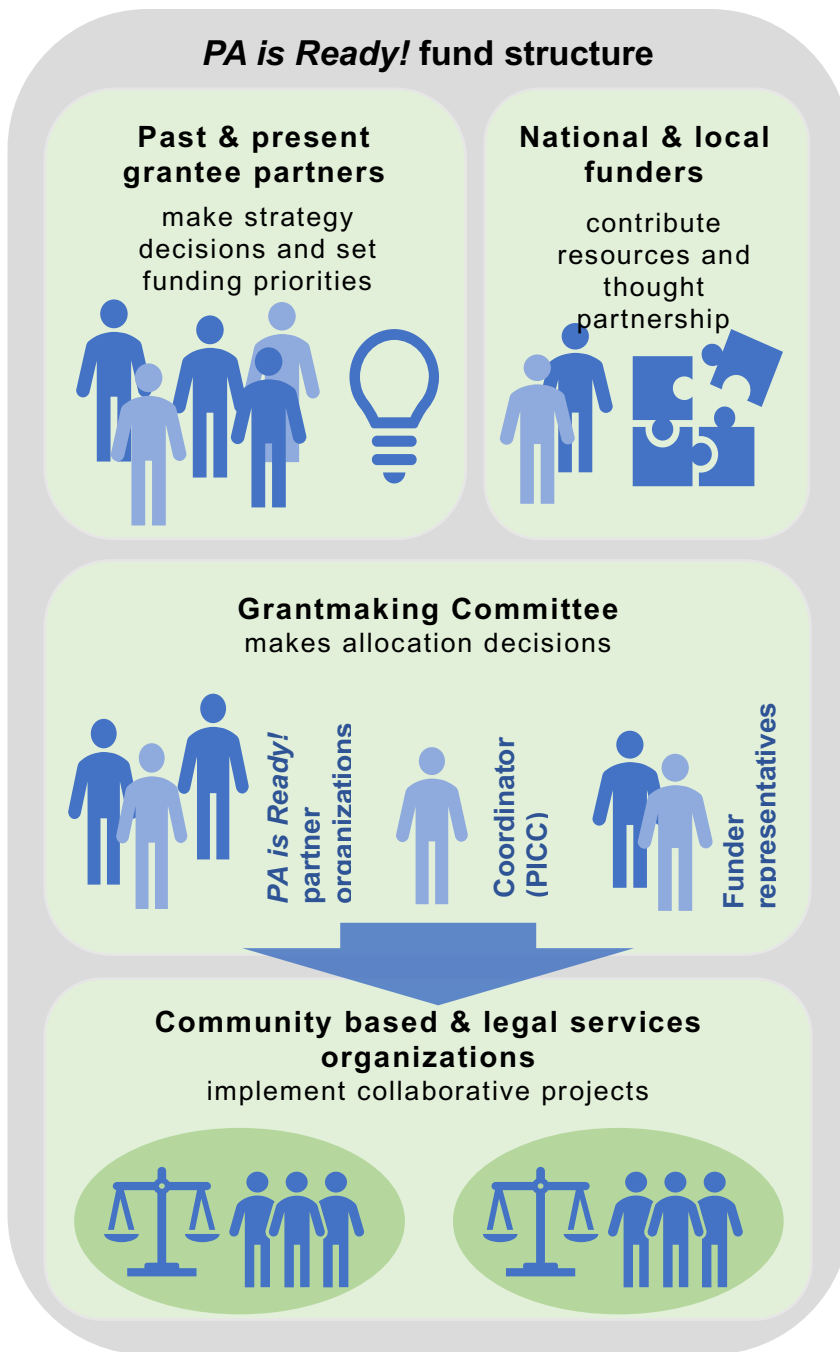 PA is Ready! fund structure
Past & present
grantee partners
make strategy
decisions and set
funding priorities
National & local
funders
contribute
resources and
thought
partnership
Grantmaking Committee
makes allocation decisions
PA is Ready!
partner
organizations
Coordinator
(PICC)
Funder
representatives
Community based & legal services
organizations
implement collaborative projects